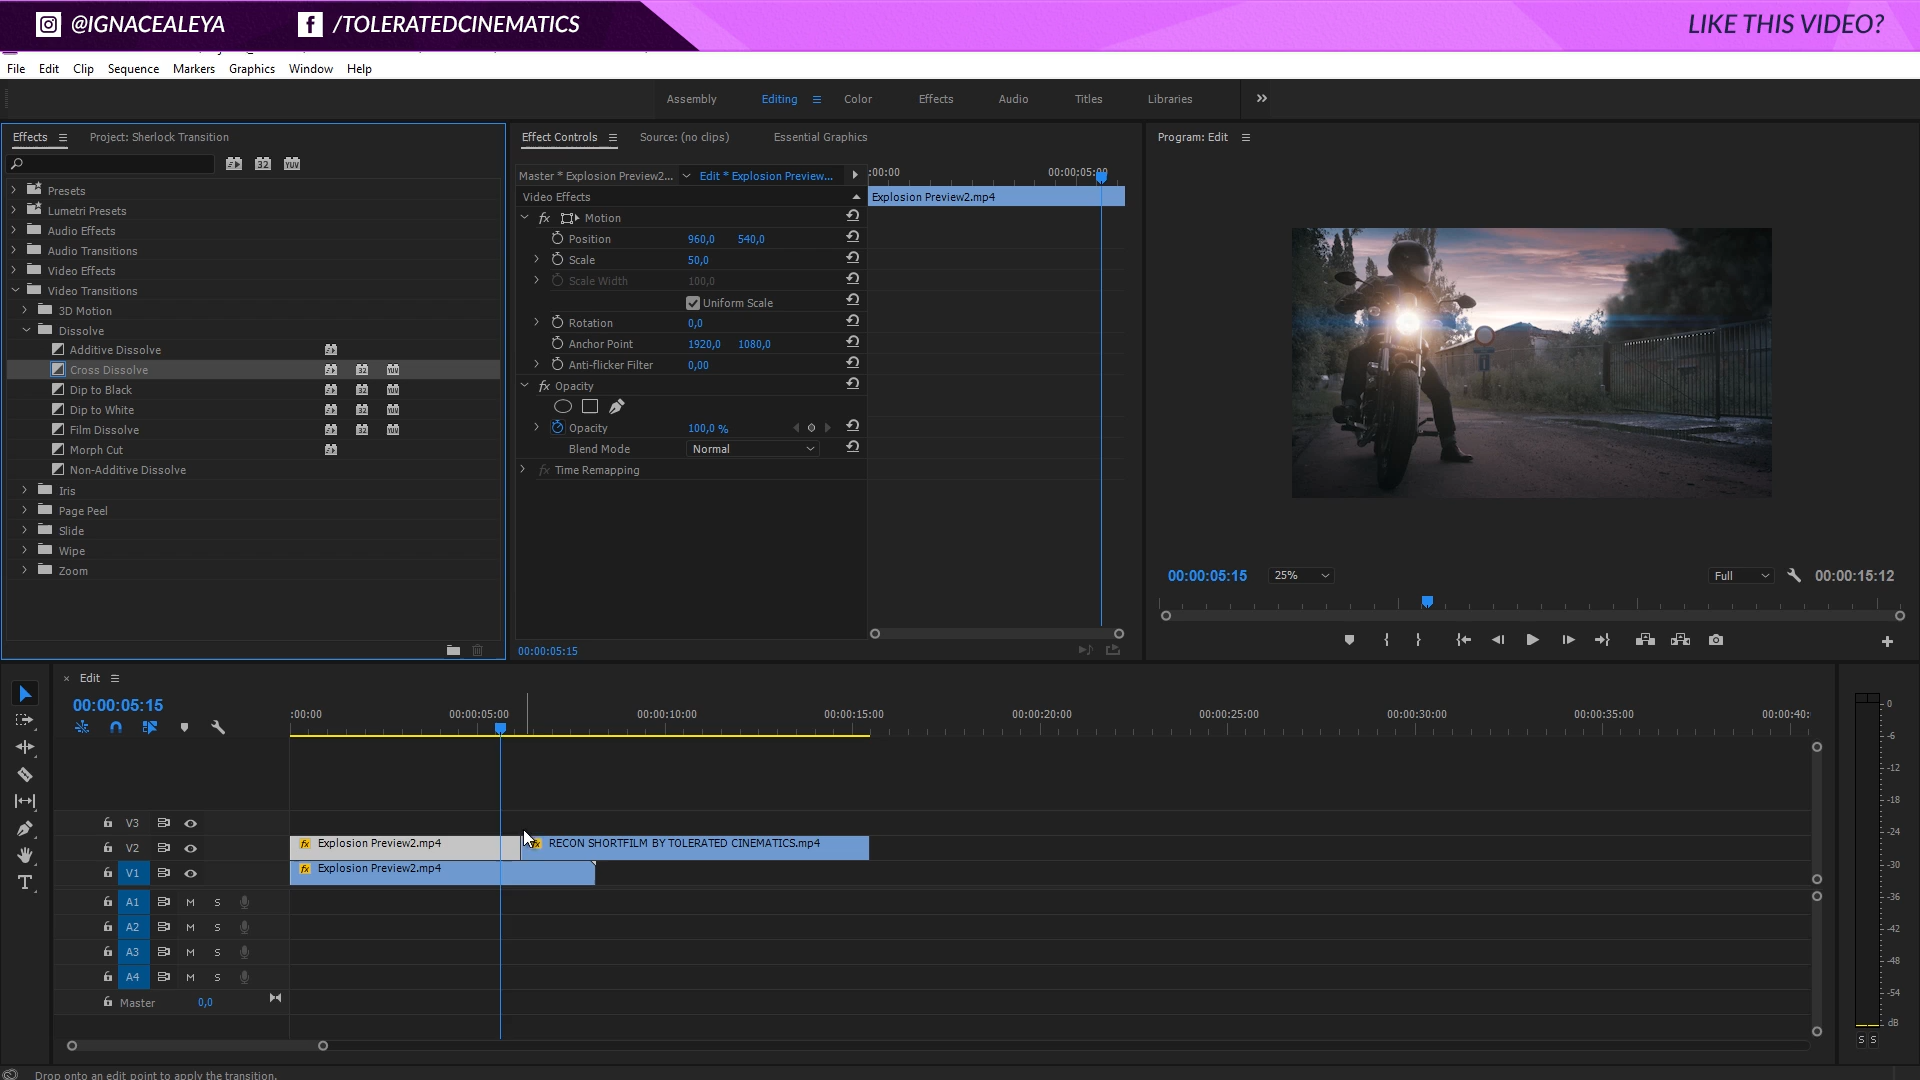 @IGNACEALEYA
/TOLERATEDCINEMATICS
LIKE THIS VIDEO?
File Edit Clip Sequence Markers Graphics Window Help
Assembly Editing Color Effects Audio Titles Libraries
Effects Project: Sherlock Transition
Presets
Lumetri Presets
Audio Effects
Audio Transitions
Video Effects
Video Transitions
3D Motion
Dissolve
Additive Dissolve
Cross Dissolve
Dip to Black
Dip to White
Film Dissolve
Morph Cut
Non-Additive Dissolve
Iris
Page Peel
Slide
Wipe
Zoom
Effect Controls Source: (no clips) Essential Graphics
Master * Explosion Preview2... Edit * Explosion Preview...
:00:00 00:00:05:00
Video Effects
Explosion Preview2.mp4
fx Motion
Position 960,0 540,0
Scale 50,0
Scale Width 100,0
Uniform Scale
Rotation 0,0
Anchor Point 1920,0 1080,0
Anti-flicker Filter 0,00
fx Opacity
Opacity 100,0 %
Blend Mode Normal
fx Time Remapping
00:00:05:15
Program: Edit
00:00:05:15 25% Full 00:00:15:12
Edit
00:00:05:15
:00:00 00:00:05:00 00:00:10:00 00:00:15:00 00:00:20:00 00:00:25:00 00:00:30:00 00:00:35:00 00:00:40:
V3
V2 fx Explosion Preview2.mp4 fx RECON SHORTFILM BY TOLERATED CINEMATICS.mp4
V1 fx Explosion Preview2.mp4
A1 M S
A2 M S
A3 M S
A4 M S
Master 0,0
0
-6
-12
-18
-24
-30
-36
-42
-48
-54
dB
S S
Drop onto an edit point to apply the transition.